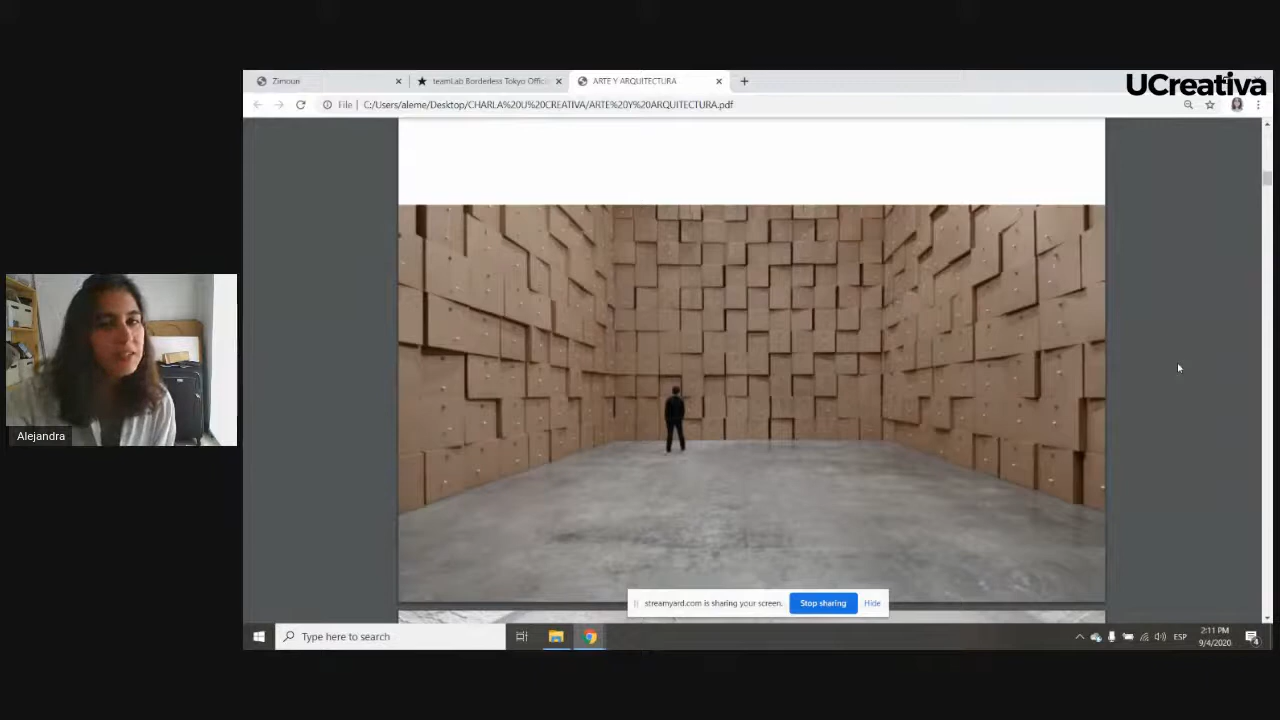 UCreativa
Zimoun
teamLab Borderless Tokyo Offici
ARTE Y ARQUITECTURA
File | C:/Users/aleme/Desktop/CHARLA%20U%20CREATIVA/ARTE%20Y%20ARQUITECTURA.pdf
Alejandra
streamyard.com is sharing your screen.
Stop sharing
Hide
Type here to search
ESP
2:11 PM
9/4/2020
4